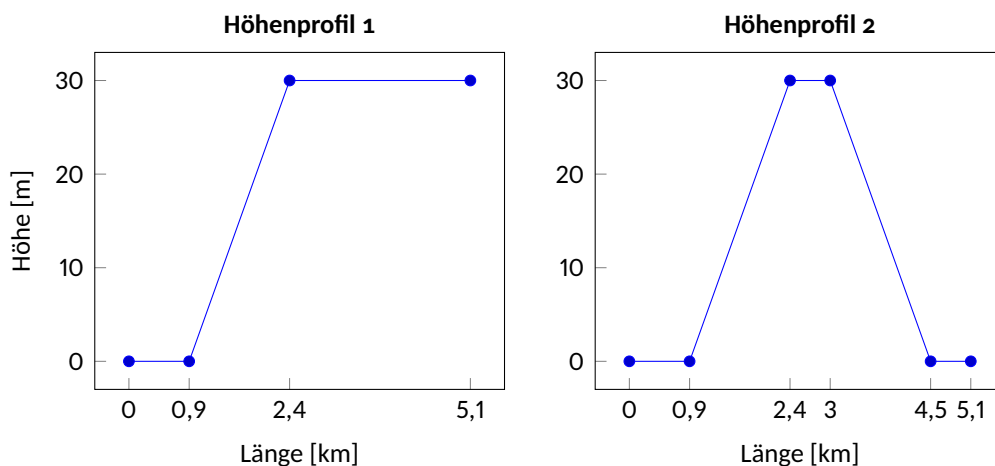 Höhenprofil 1
Höhe [m]
30
20
10
0
0 0,9 2,4 5,1
Länge [km]
Höhenprofil 2
30
20
10
0
0 0,9 2,4 3 4,5 5,1
Länge [km]